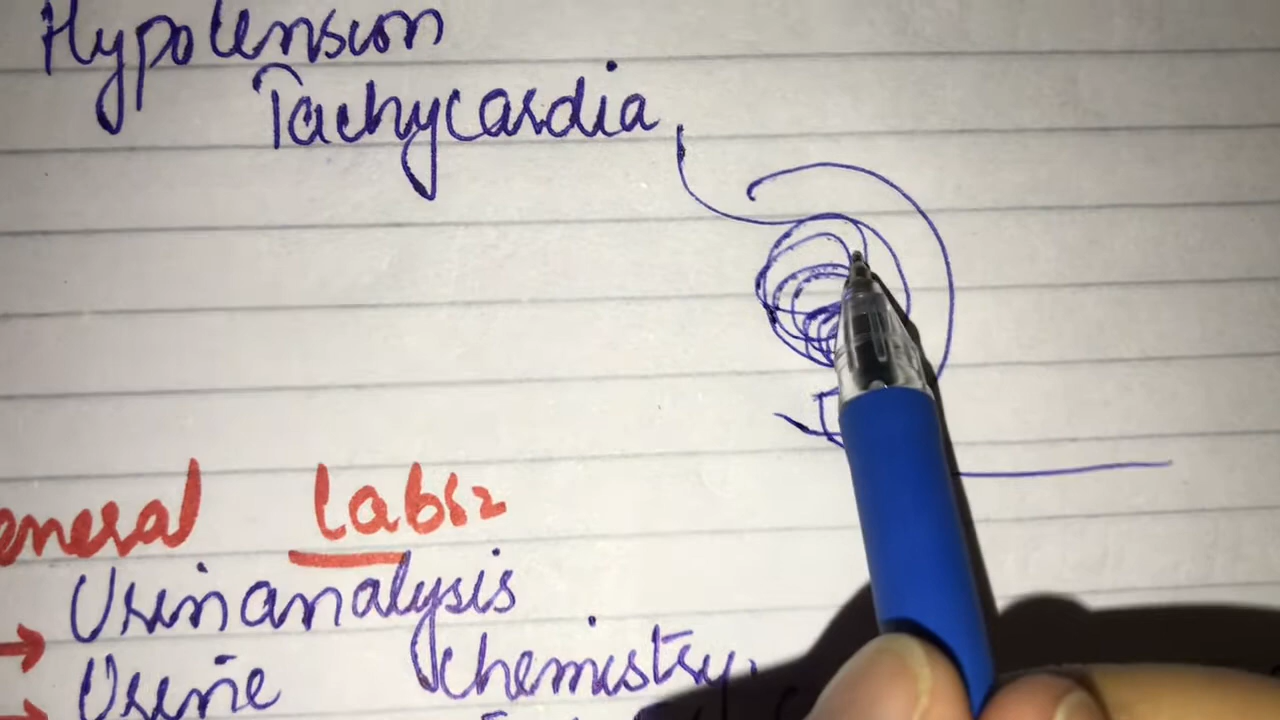 Hypotension
Tachycardia
eneral Labs:
→ Urinanalysis
→ Urine Chemistry.